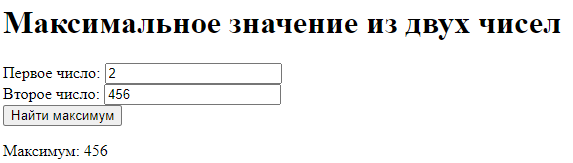 Максимальное значение из двух чисел
Первое число: 2
Второе число: 456
Найти максимум
Максимум: 456